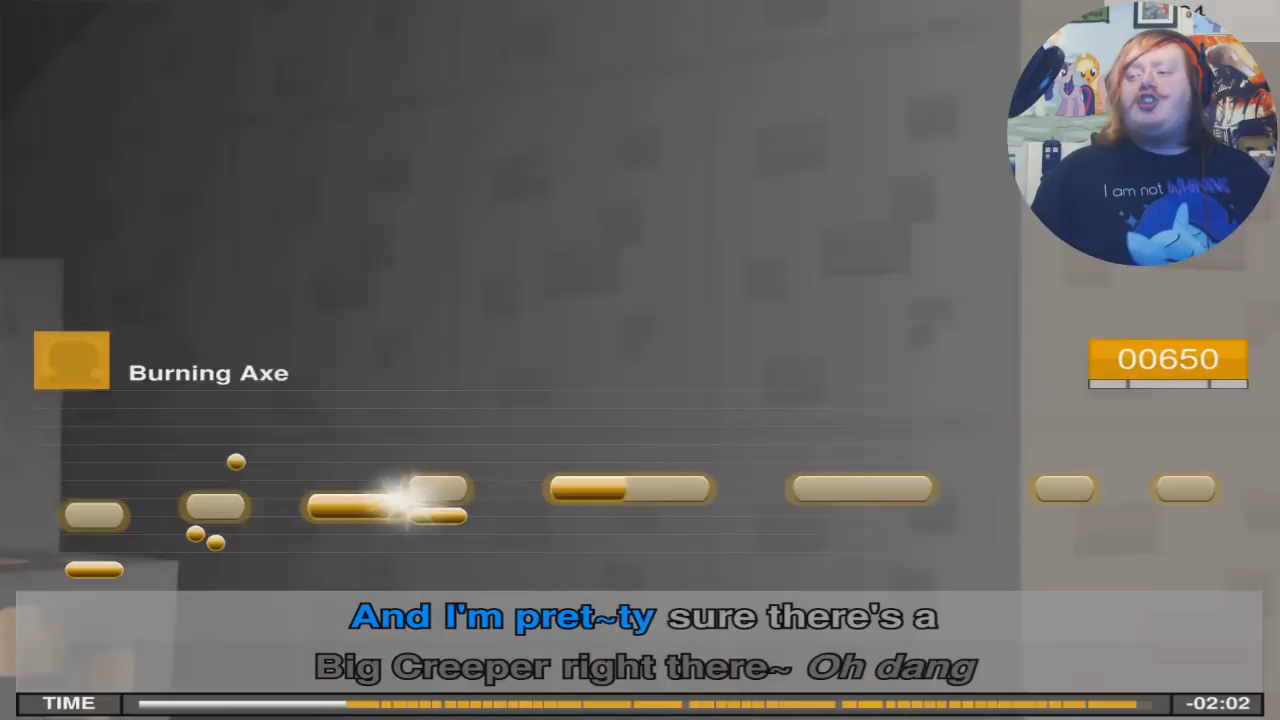 I am not WHINING
00650
Burning Axe
And I'm pret~ty sure there's a
Big Creeper right there~ Oh dang
TIME
-02:02